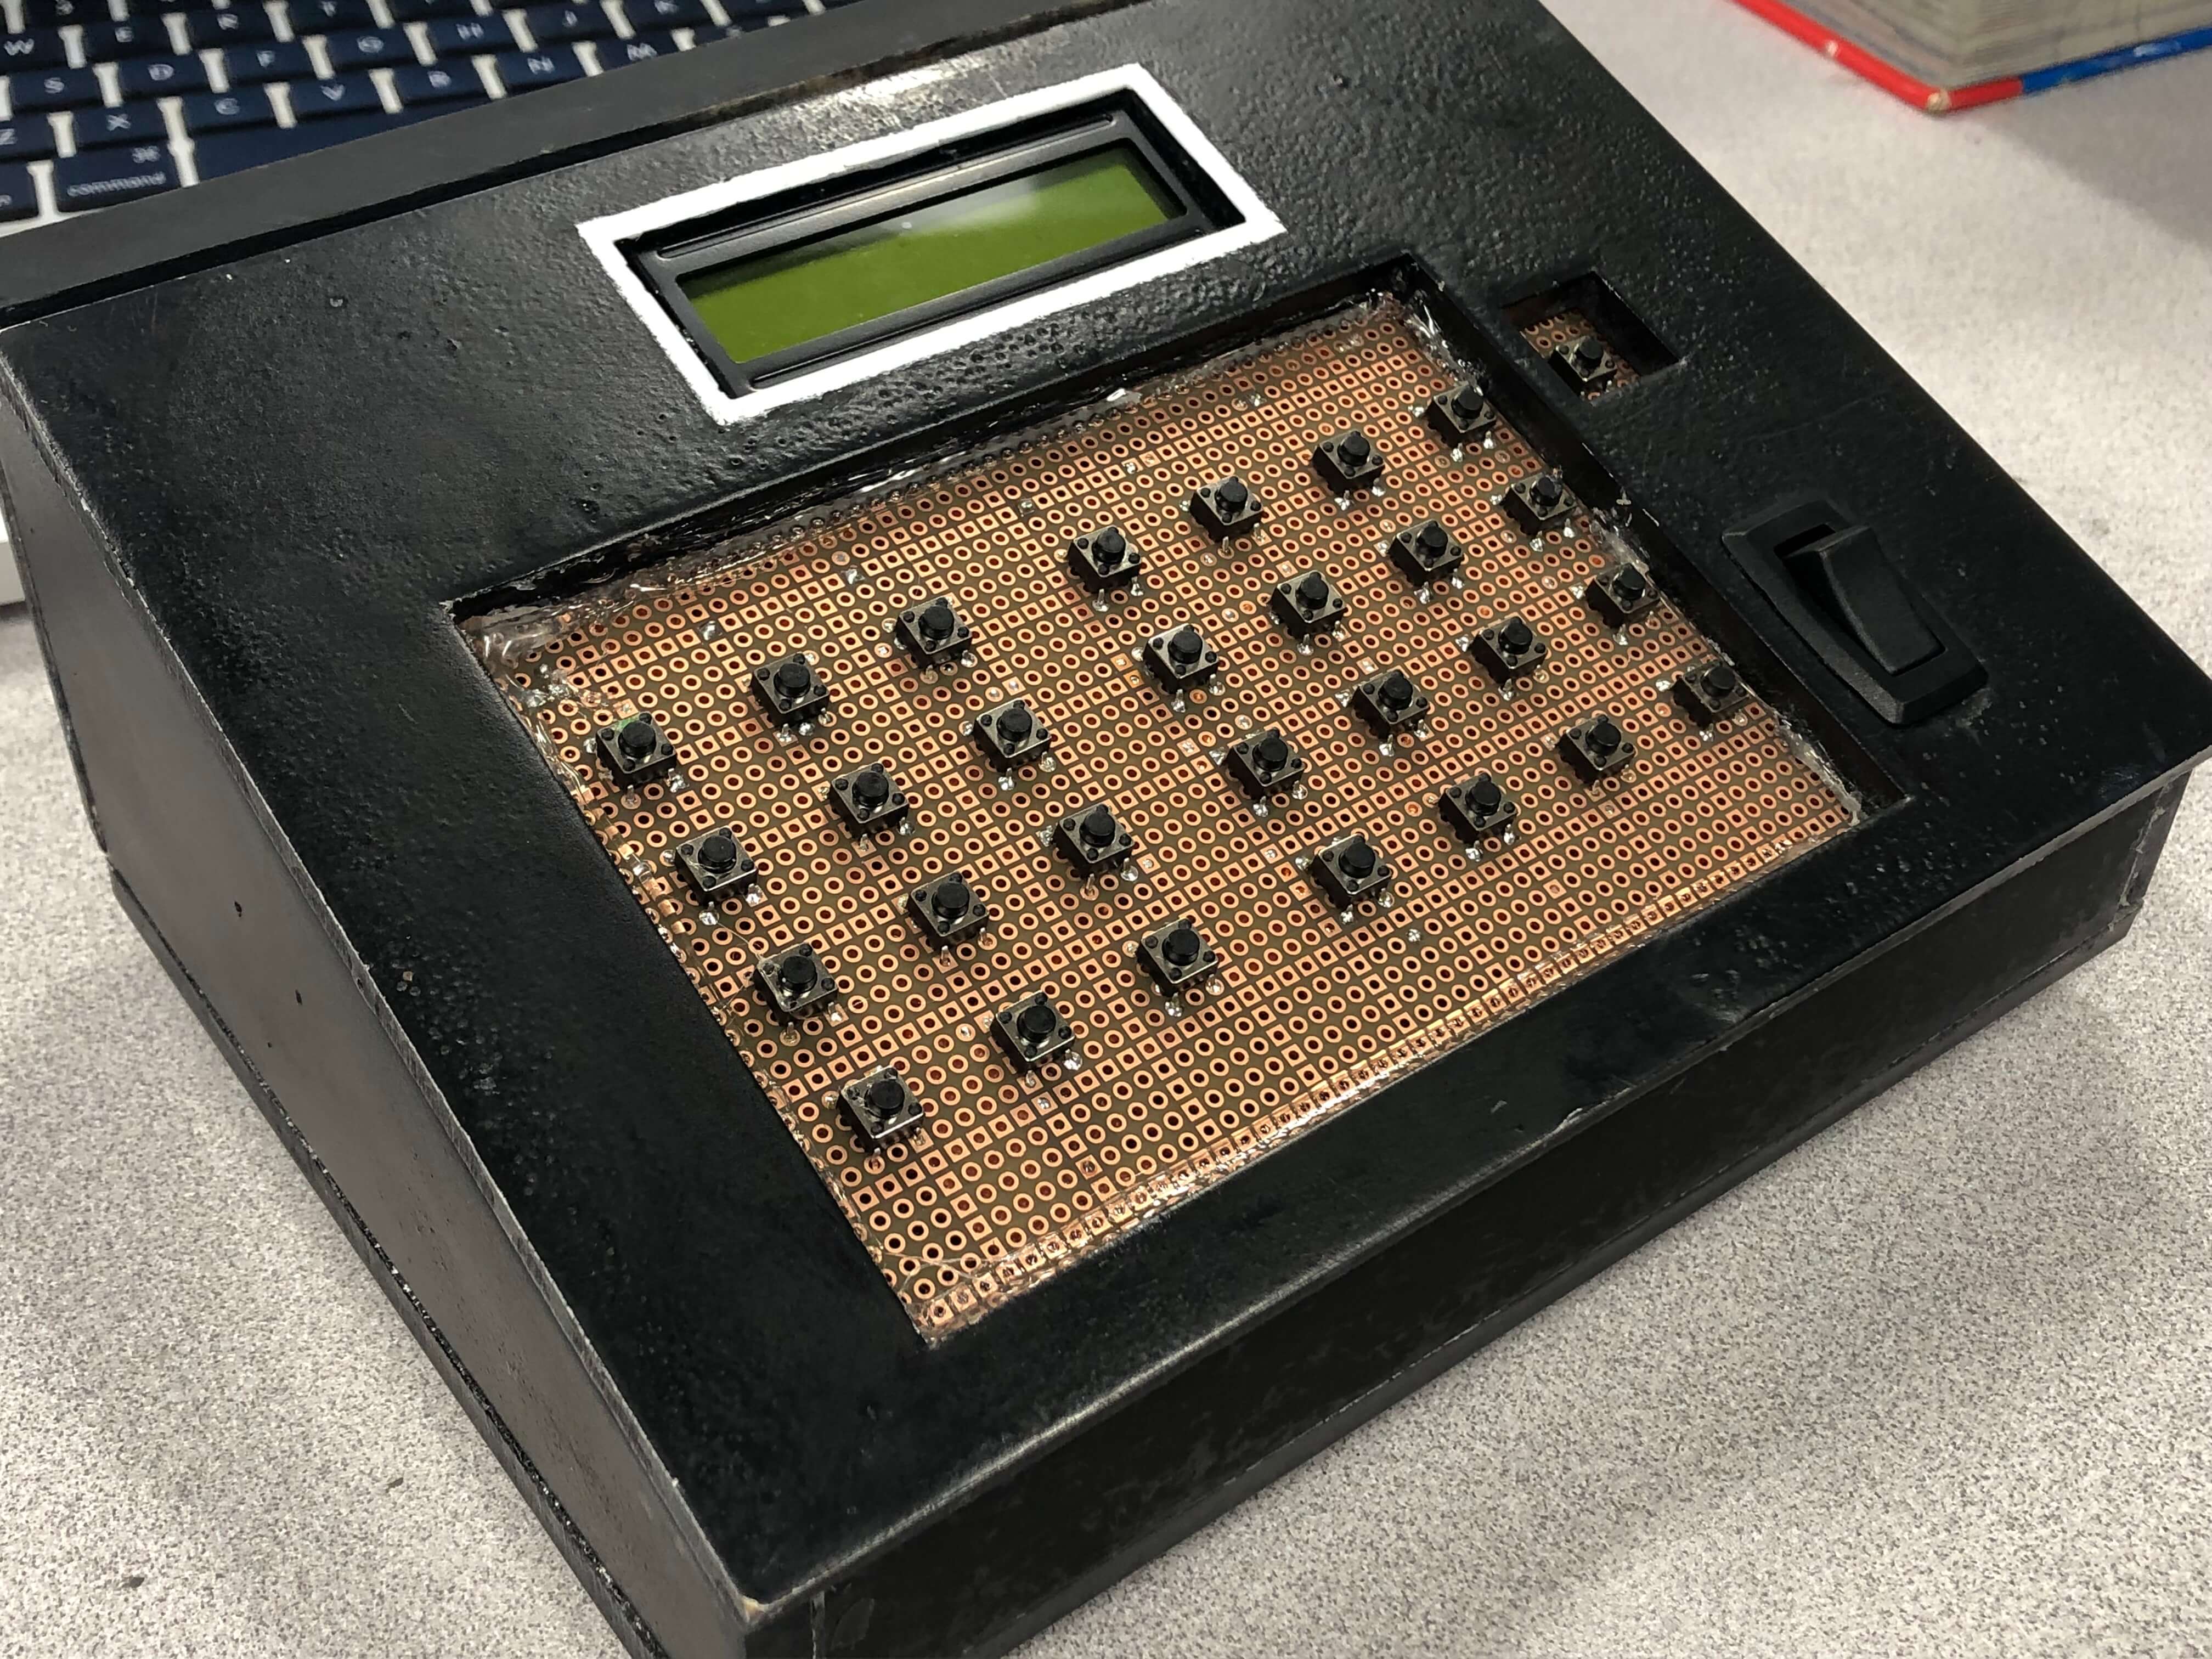 W E R T
S D F G H J K
Z X C V B N M
⌘
command